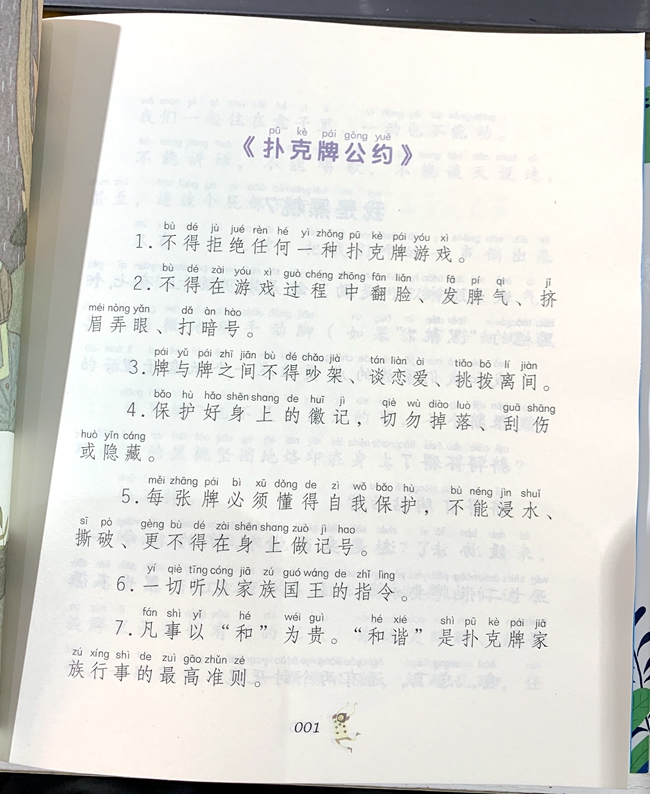 pū kè pái gōng yuē
《扑克牌公约》
bù dé jù jué rèn hé yì zhǒng pū kè pái yóu xì
1.不得拒绝任何一种扑克牌游戏。
bù dé zài yóu xì guò chéng zhōng fān liǎn fā pí qi jǐ
2.不得在游戏过程中翻脸、发脾气、挤
méi nòng yǎn dǎ àn hào
眉弄眼、打暗号。
pái yǔ pái zhī jiān bù dé chǎo jià tán liàn ài tiǎo bō lí jiàn
3.牌与牌之间不得吵架、谈恋爱、挑拨离间。
bǎo hù hǎo shēn shang de huī jì qiè wù diào luò guā shāng
4.保护好身上的徽记，切勿掉落、刮伤
huò yǐn cáng
或隐藏。
měi zhāng pái bì xū dǒng de zì wǒ bǎo hù bù néng jìn shuǐ
5.每张牌必须懂得自我保护，不能浸水、
sī pò gèng bù dé zài shēn shang zuò jì hao
撕破、更不得在身上做记号。
yí qiè tīng cóng jiā zú guó wáng de zhǐ lìng
6.一切听从家族国王的指令。
fán shì yǐ hé wéi guì hé xié shì pū kè pái jiā
7.凡事以“和”为贵。“和谐”是扑克牌家
zú xíng shì de zuì gāo zhǔn zé
族行事的最高准则。
001